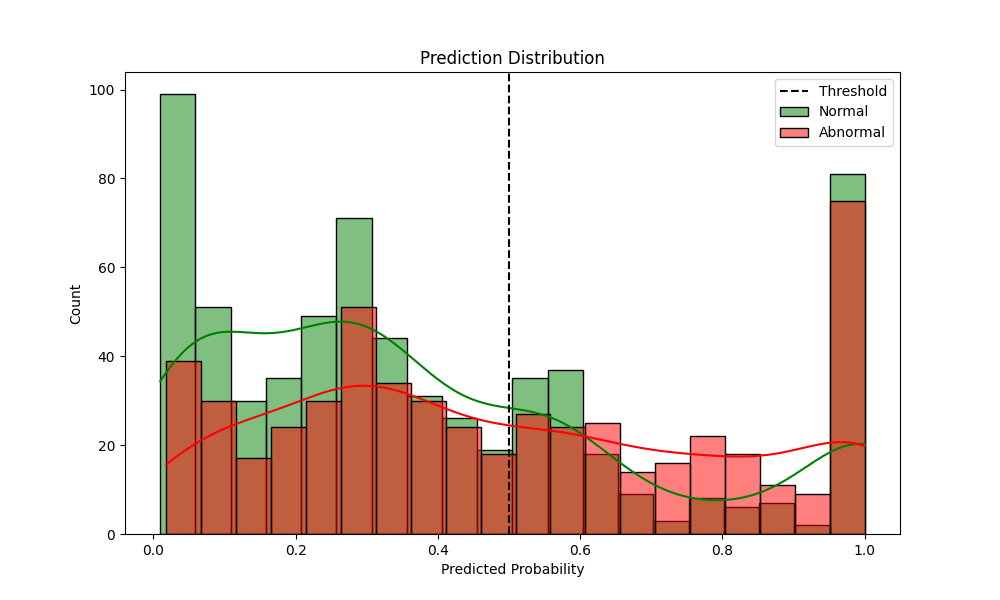 Prediction Distribution
100
80
60
40
20
0
Count
Threshold
Normal
Abnormal
0.0 0.2 0.4 0.6 0.8 1.0
Predicted Probability